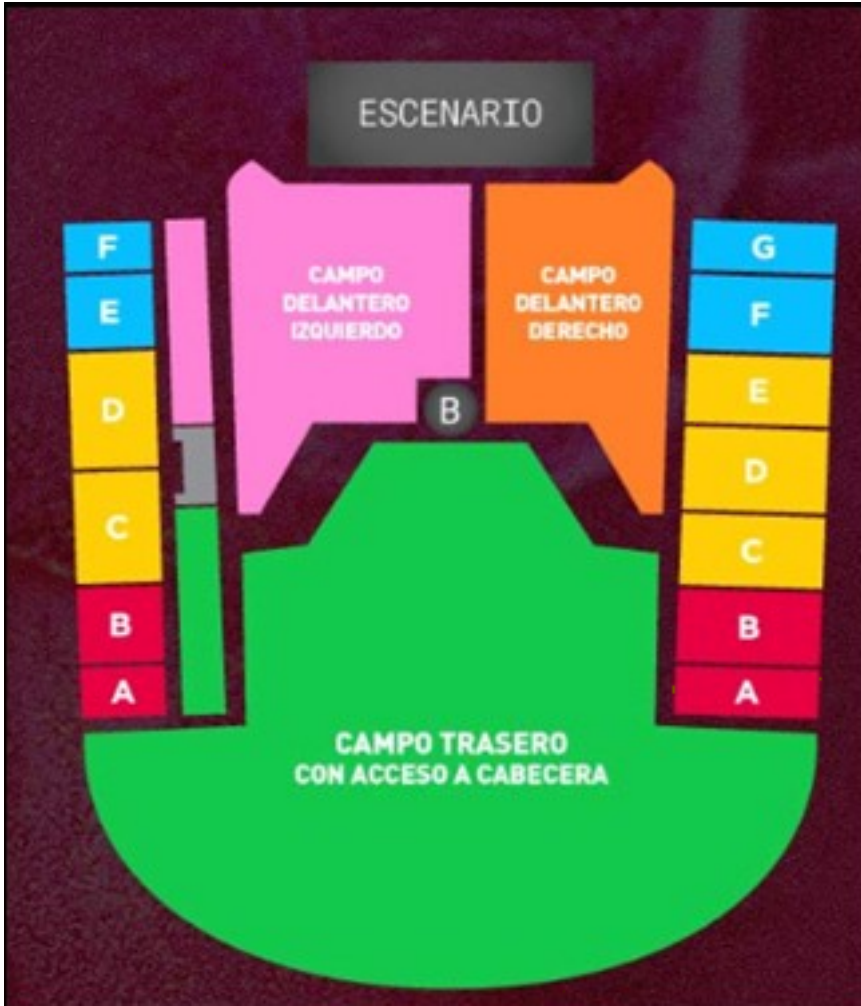 ESCENARIO
CAMPO
DELANTERO
IZQUIERDO
CAMPO
DELANTERO
DERECHO
B
F
E
D
C
B
A
G
F
E
D
C
B
A
CAMPO TRASERO
CON ACCESO A CABECERA